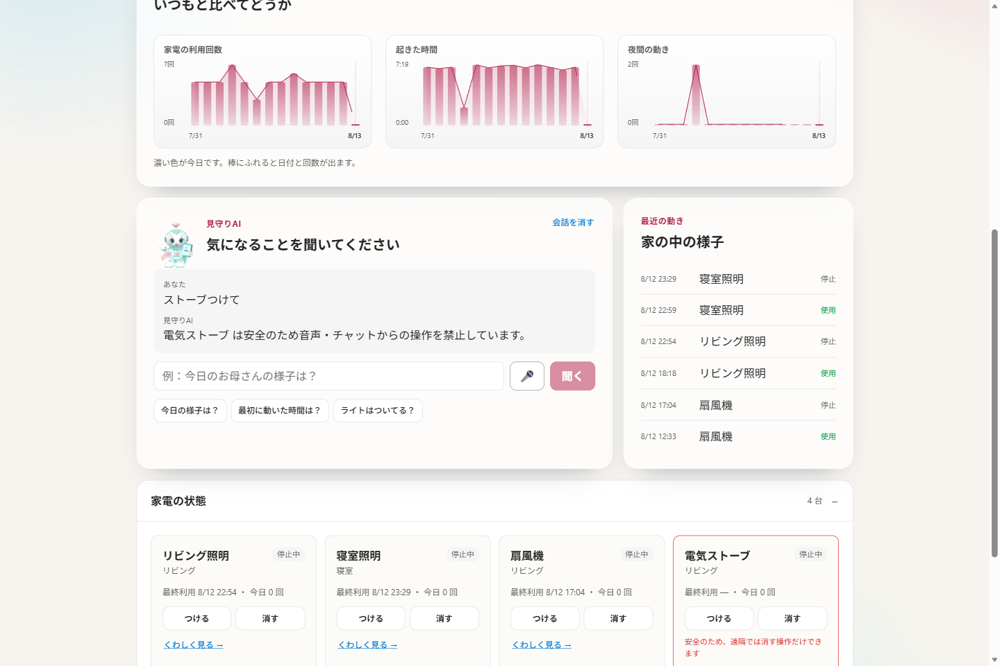 いつもと比べてどうか
家電の利用回数
7回
0回
7/31
8/13
起きた時間
7:19
0:00
7/31
8/13
夜間の動き
2回
0回
7/31
8/13
濃い色が今日です。棒にふれると日付と回数が出ます。
見守りAI
会話を消す
気になることを聞いてください
あなた
ストーブつけて
見守りAI
電気ストーブ は安全のため音声・チャットからの操作を禁止しています。
例：今日のお母さんの様子は？
聞く
今日の様子は？
最初に動いた時間は？
ライトはついてる？
最近の動き
家の中の様子
8/12 23:29 寝室照明 停止
8/12 22:59 寝室照明 使用
8/12 22:54 リビング照明 停止
8/12 18:18 リビング照明 使用
8/12 17:04 扇風機 停止
8/12 12:33 扇風機 使用
家電の状態
4 台 −
リビング照明 停止中
リビング
最終利用 8/12 22:54 ・ 今日 0 回
つける 消す
くわしく見る →
寝室照明 停止中
寝室
最終利用 8/12 23:29 ・ 今日 0 回
つける 消す
くわしく見る →
扇風機 停止中
リビング
最終利用 8/12 17:04 ・ 今日 0 回
つける 消す
くわしく見る →
電気ストーブ 停止中
リビング
最終利用 — ・ 今日 0 回
つける 消す
安全のため、遠隔では消す操作だけでき
ます